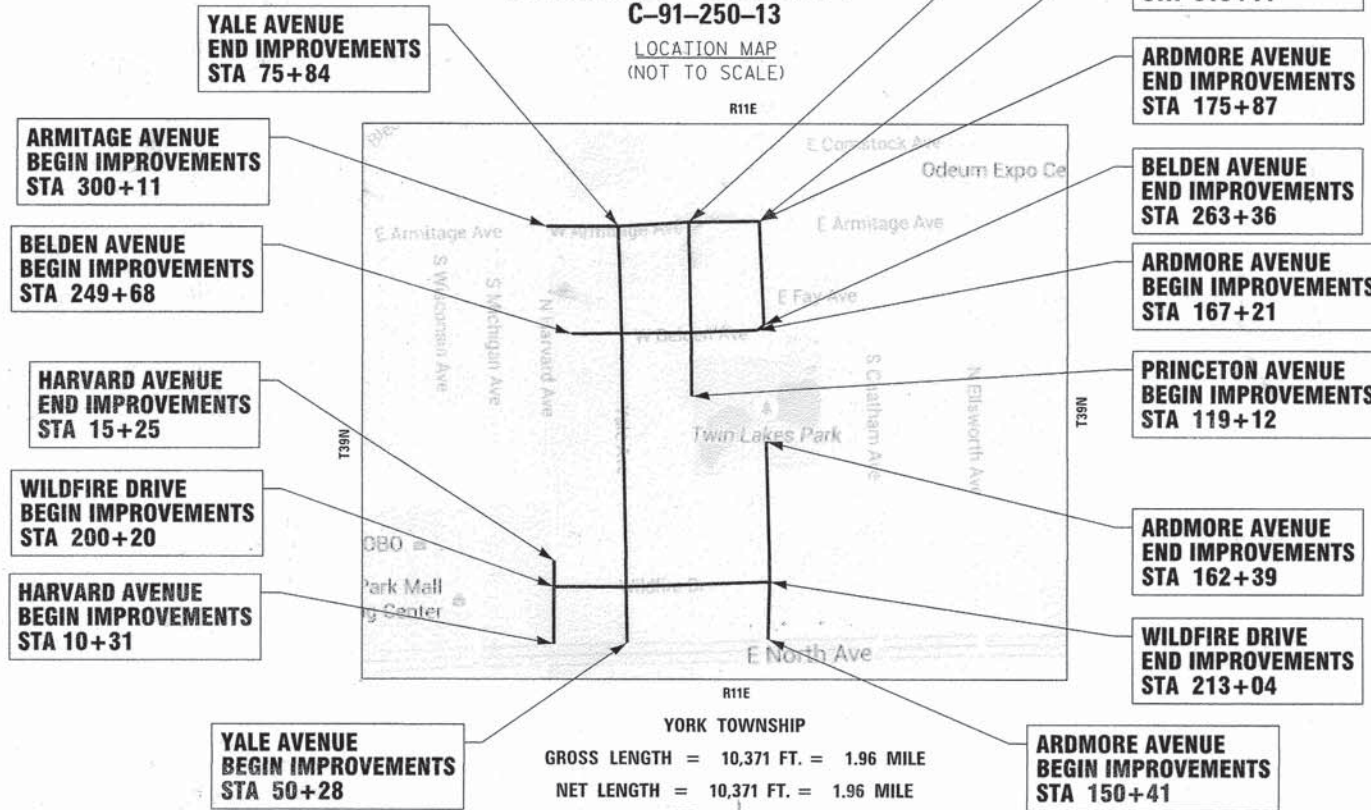 C–91–250–13
LOCATION MAP
(NOT TO SCALE)
YALE AVENUE
END IMPROVEMENTS
STA 75+84
ARMITAGE AVENUE
BEGIN IMPROVEMENTS
STA 300+11
BELDEN AVENUE
BEGIN IMPROVEMENTS
STA 249+68
HARVARD AVENUE
END IMPROVEMENTS
STA 15+25
WILDFIRE DRIVE
BEGIN IMPROVEMENTS
STA 200+20
HARVARD AVENUE
BEGIN IMPROVEMENTS
STA 10+31
YALE AVENUE
BEGIN IMPROVEMENTS
STA 50+28
R11E
E Comstock Ave
Odeum Expo Ce
E Armitage Ave
W Armitage Ave
E Armitage Ave
S Wisconsin Ave
S Michigan Ave
N Harvard Ave
E Fay Ave
W Belden Ave
S Chatham Ave
N Ellsworth Ave
Twin Lakes Park
T39N
T39N
OBO
Park Mall
g Center
Wildfire Dr
E North Ave
R11E
YORK TOWNSHIP
GROSS LENGTH = 10,371 FT. = 1.96 MILE
NET LENGTH = 10,371 FT. = 1.96 MILE
ARDMORE AVENUE
END IMPROVEMENTS
STA 175+87
BELDEN AVENUE
END IMPROVEMENTS
STA 263+36
ARDMORE AVENUE
BEGIN IMPROVEMENTS
STA 167+21
PRINCETON AVENUE
BEGIN IMPROVEMENTS
STA 119+12
ARDMORE AVENUE
END IMPROVEMENTS
STA 162+39
WILDFIRE DRIVE
END IMPROVEMENTS
STA 213+04
ARDMORE AVENUE
BEGIN IMPROVEMENTS
STA 150+41